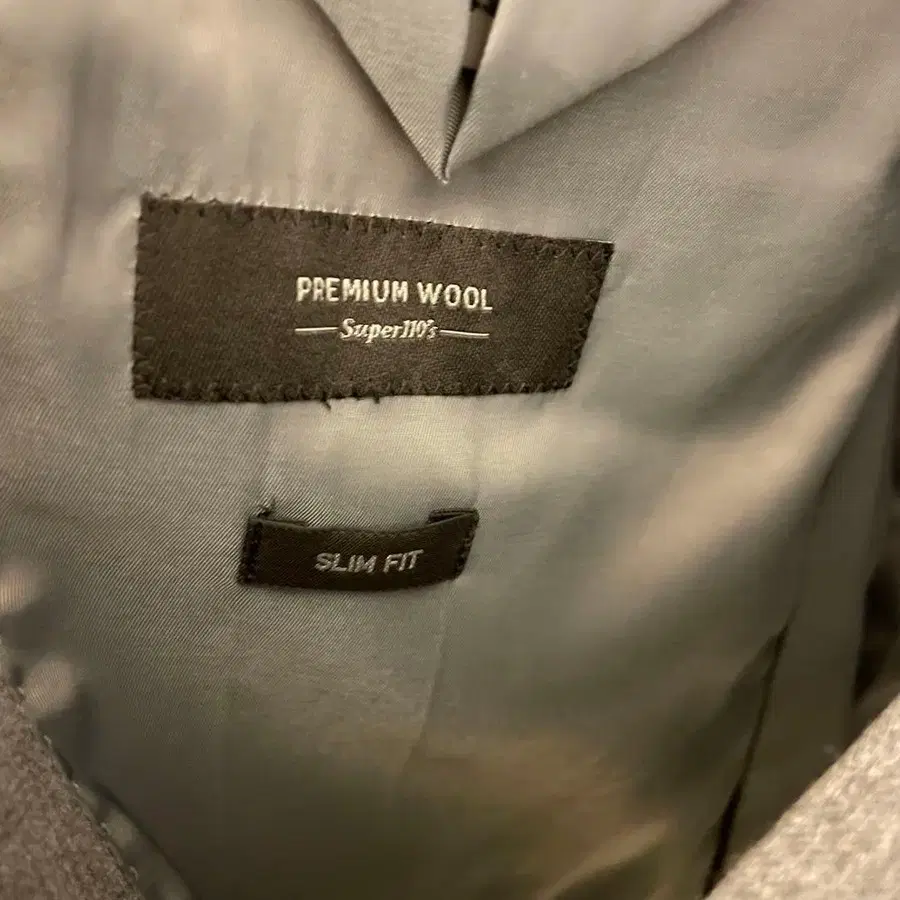 PREMIUM WOOL
Super110's
SLIM FIT